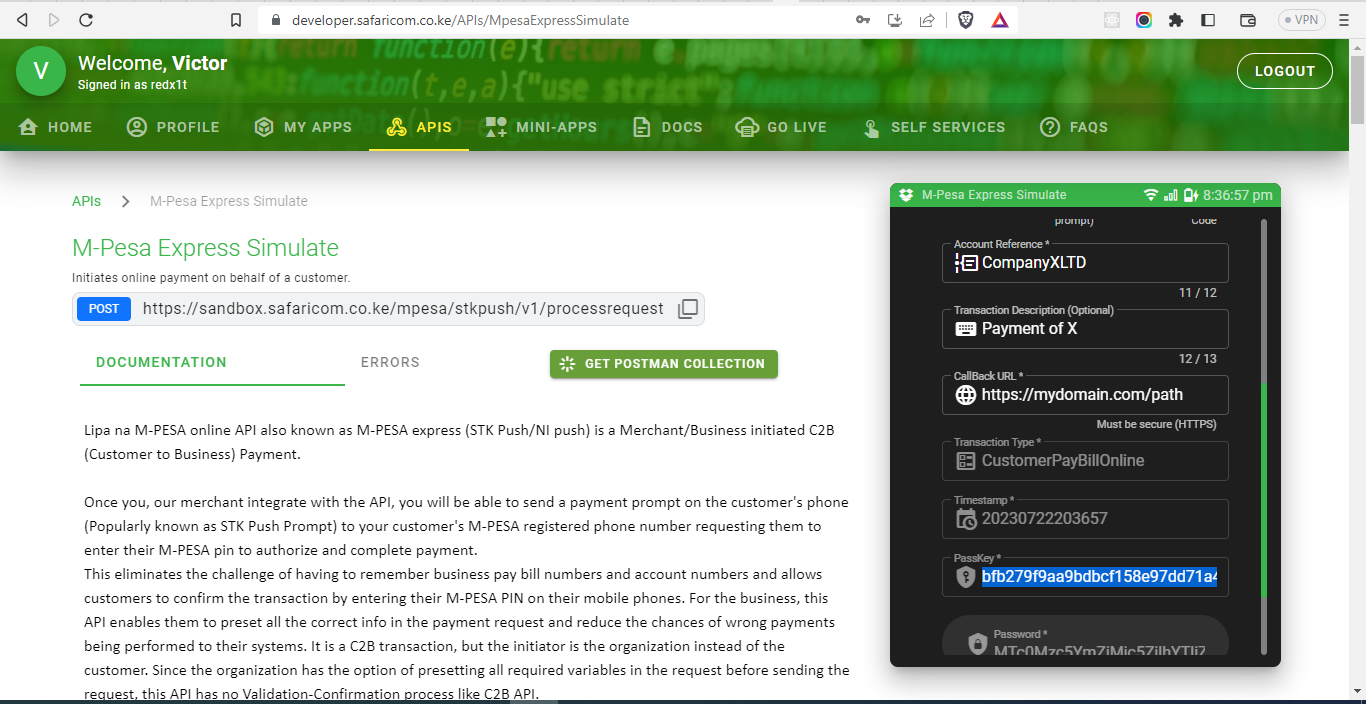 developer.safaricom.co.ke/APIs/MpesaExpressSimulate
VPN
V
Welcome, Victor
Signed in as redx1t
LOGOUT
HOME
PROFILE
MY APPS
APIS
MINI-APPS
DOCS
GO LIVE
SELF SERVICES
FAQS
APIs
M-Pesa Express Simulate
M-Pesa Express Simulate
Initiates online payment on behalf of a customer.
POST
https://sandbox.safaricom.co.ke/mpesa/stkpush/v1/processrequest
DOCUMENTATION
ERRORS
GET POSTMAN COLLECTION
Lipa na M-PESA online API also known as M-PESA express (STK Push/NI push) is a Merchant/Business initiated C2B
(Customer to Business) Payment.
Once you, our merchant integrate with the API, you will be able to send a payment prompt on the customer's phone
(Popularly known as STK Push Prompt) to your customer's M-PESA registered phone number requesting them to
enter their M-PESA pin to authorize and complete payment.
This eliminates the challenge of having to remember business pay bill numbers and account numbers and allows
customers to confirm the transaction by entering their M-PESA PIN on their mobile phones. For the business, this
API enables them to preset all the correct info in the payment request and reduce the chances of wrong payments
being performed to their systems. It is a C2B transaction, but the initiator is the organization instead of the
customer. Since the organization has the option of presetting all required variables in the request before sending the
request, this API has no Validation-Confirmation process like C2B API.
M-Pesa Express Simulate
8:36:57 pm
prompt)
Code
Account Reference *
CompanyXLTD
11 / 12
Transaction Description (Optional)
Payment of X
12 / 13
CallBack URL *
https://mydomain.com/path
Must be secure (HTTPS)
Transaction Type *
CustomerPayBillOnline
Timestamp *
20230722203657
PassKey *
bfb279f9aa9bdbcf158e97dd71a4
Password *